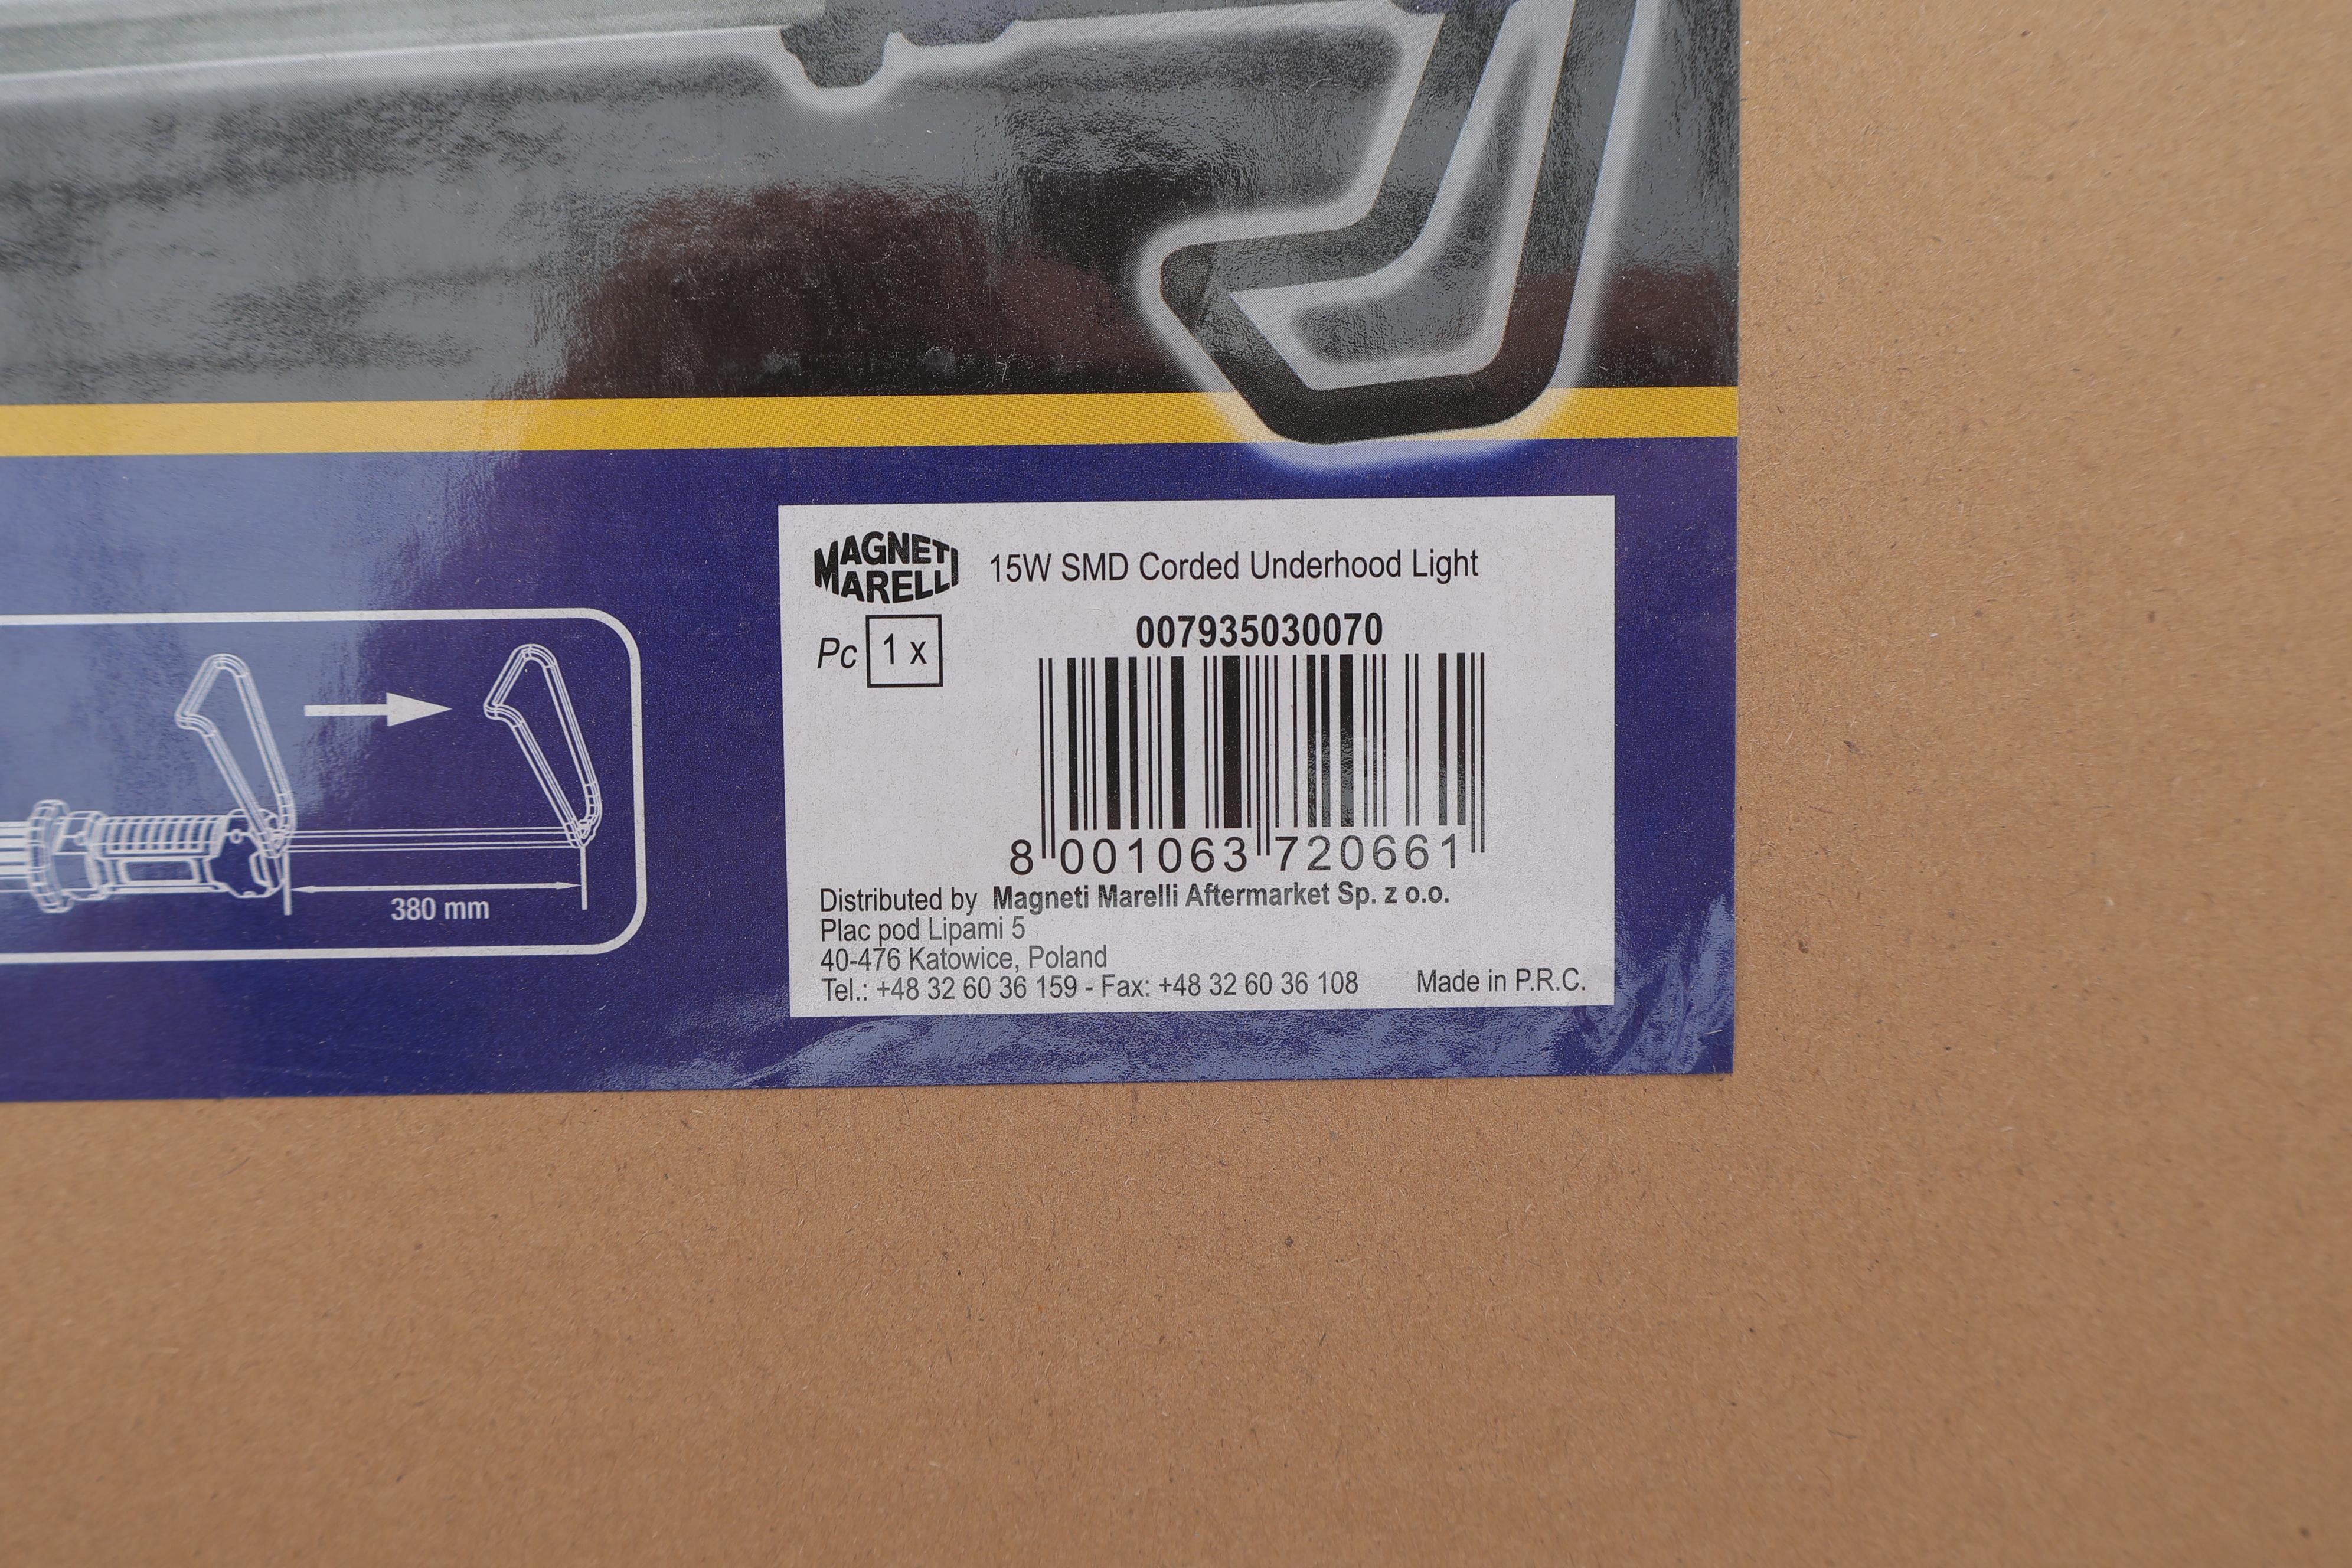 MAGNETI
MARELLI
15W SMD Corded Underhood Light
Pc 1 x
007935030070
8 001063 720661
Distributed by Magneti Marelli Aftermarket Sp. z o.o.
Plac pod Lipami 5
40-476 Katowice, Poland
Tel.: +48 32 60 36 159 - Fax: +48 32 60 36 108 Made in P.R.C.
380 mm